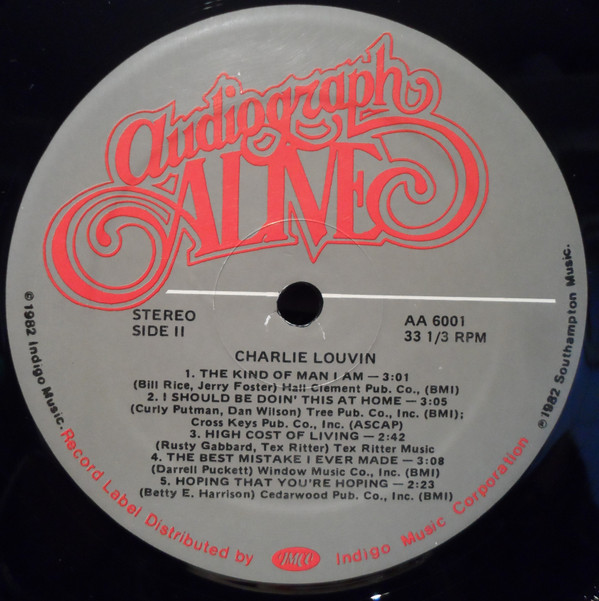 audiograph
ALIVE
STEREO
SIDE II
AA 6001
33 1/3 RPM
CHARLIE LOUVIN
1. THE KIND OF MAN I AM — 3:01
(Bill Rice, Jerry Foster) Hall Clement Pub. Co., (BMI)
2. I SHOULD BE DOIN' THIS AT HOME — 3:05
(Curly Putman, Dan Wilson) Tree Pub. Co., Inc. (BMI);
Cross Keys Pub. Co., Inc. (ASCAP)
3. HIGH COST OF LIVING — 2:42
(Rusty Gabbard, Tex Ritter) Tex Ritter Music
4. THE BEST MISTAKE I EVER MADE — 3:08
(Darrell Puckett) Window Music Co., Inc. (BMI)
5. HOPING THAT YOU'RE HOPING — 2:23
(Betty E. Harrison) Cedarwood Pub. Co., Inc. (BMI)
©1982 Indigo Music.
©1982 Southampton Music.
Record Label Distributed by IMC Indigo Music Corporation